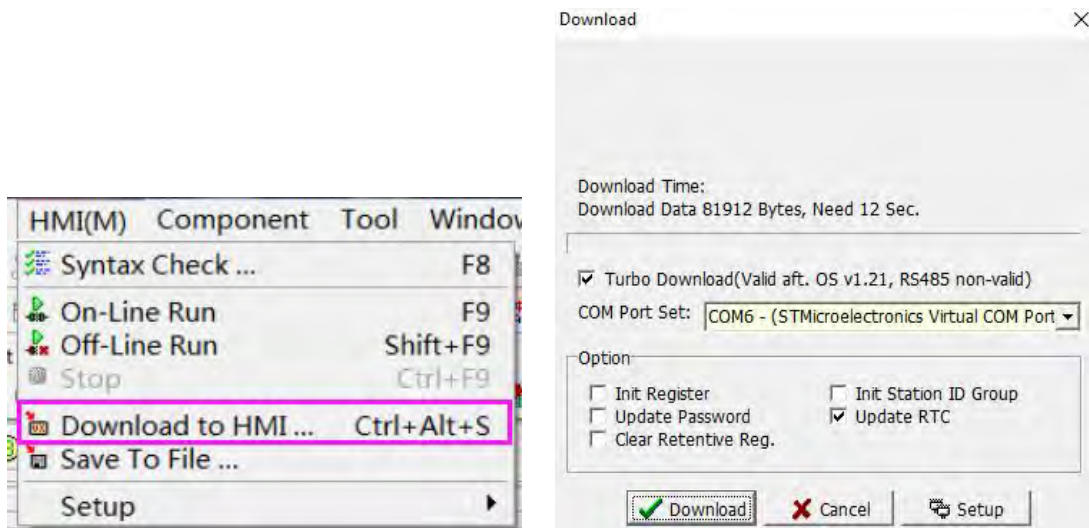 HMI(M) Component Tool Window
Syntax Check ... F8
On-Line Run F9
Off-Line Run Shift+F9
Stop Ctrl+F9
Download to HMI ... Ctrl+Alt+S
Save To File ...
Setup
Download
Download Time:
Download Data 81912 Bytes, Need 12 Sec.
Turbo Download(Valid aft. OS v1.21, RS485 non-valid)
COM Port Set: COM6 - (STMicroelectronics Virtual COM Port
Option
Init Register Init Station ID Group
Update Password Update RTC
Clear Retentive Reg.
Download Cancel Setup